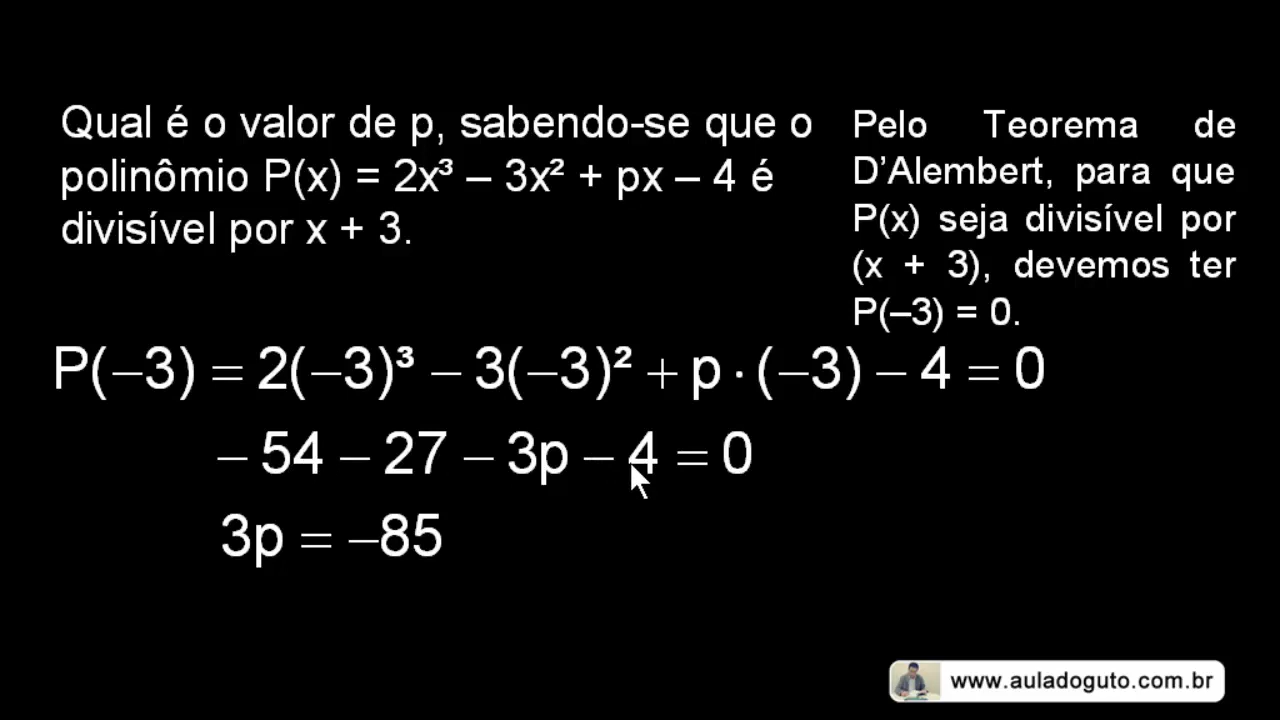 Qual é o valor de p, sabendo-se que o
polinômio P(x) = 2x³ – 3x² + px – 4 é
divisível por x + 3.
Pelo Teorema de
D’Alembert, para que
P(x) seja divisível por
(x + 3), devemos ter
P(–3) = 0.
P(−3) = 2(−3)³ − 3(−3)² + p · (−3) − 4 = 0
− 54 − 27 − 3p − 4 = 0
3p = −85
www.auladoguto.com.br